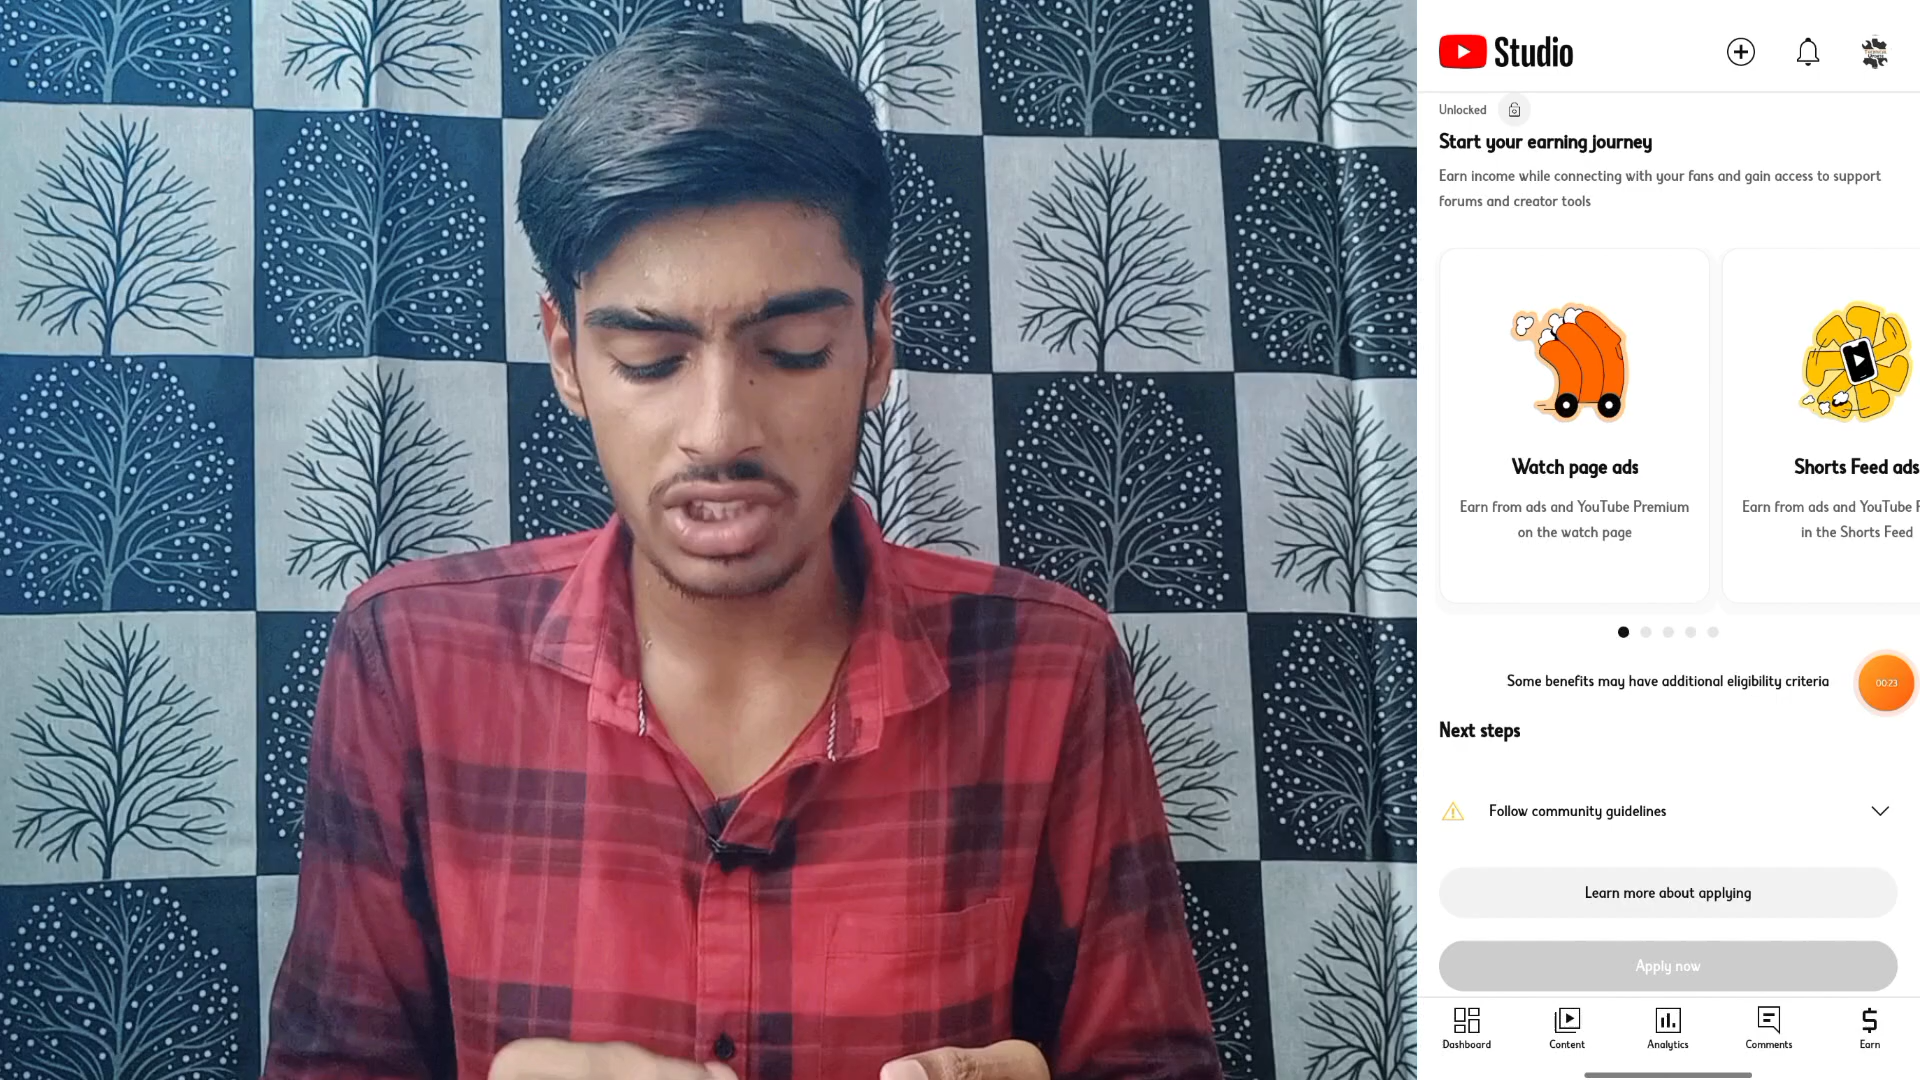 Studio
Unlocked
Start your earning journey
Earn income while connecting with your fans and gain access to support
forums and creator tools
Watch page ads
Earn from ads and YouTube Premium
on the watch page
Shorts Feed ads
Earn from ads and YouTube
in the Shorts Feed
Some benefits may have additional eligibility criteria
00:23
Next steps
Follow community guidelines
Learn more about applying
Apply now
Dashboard
Content
Analytics
Comments
Earn